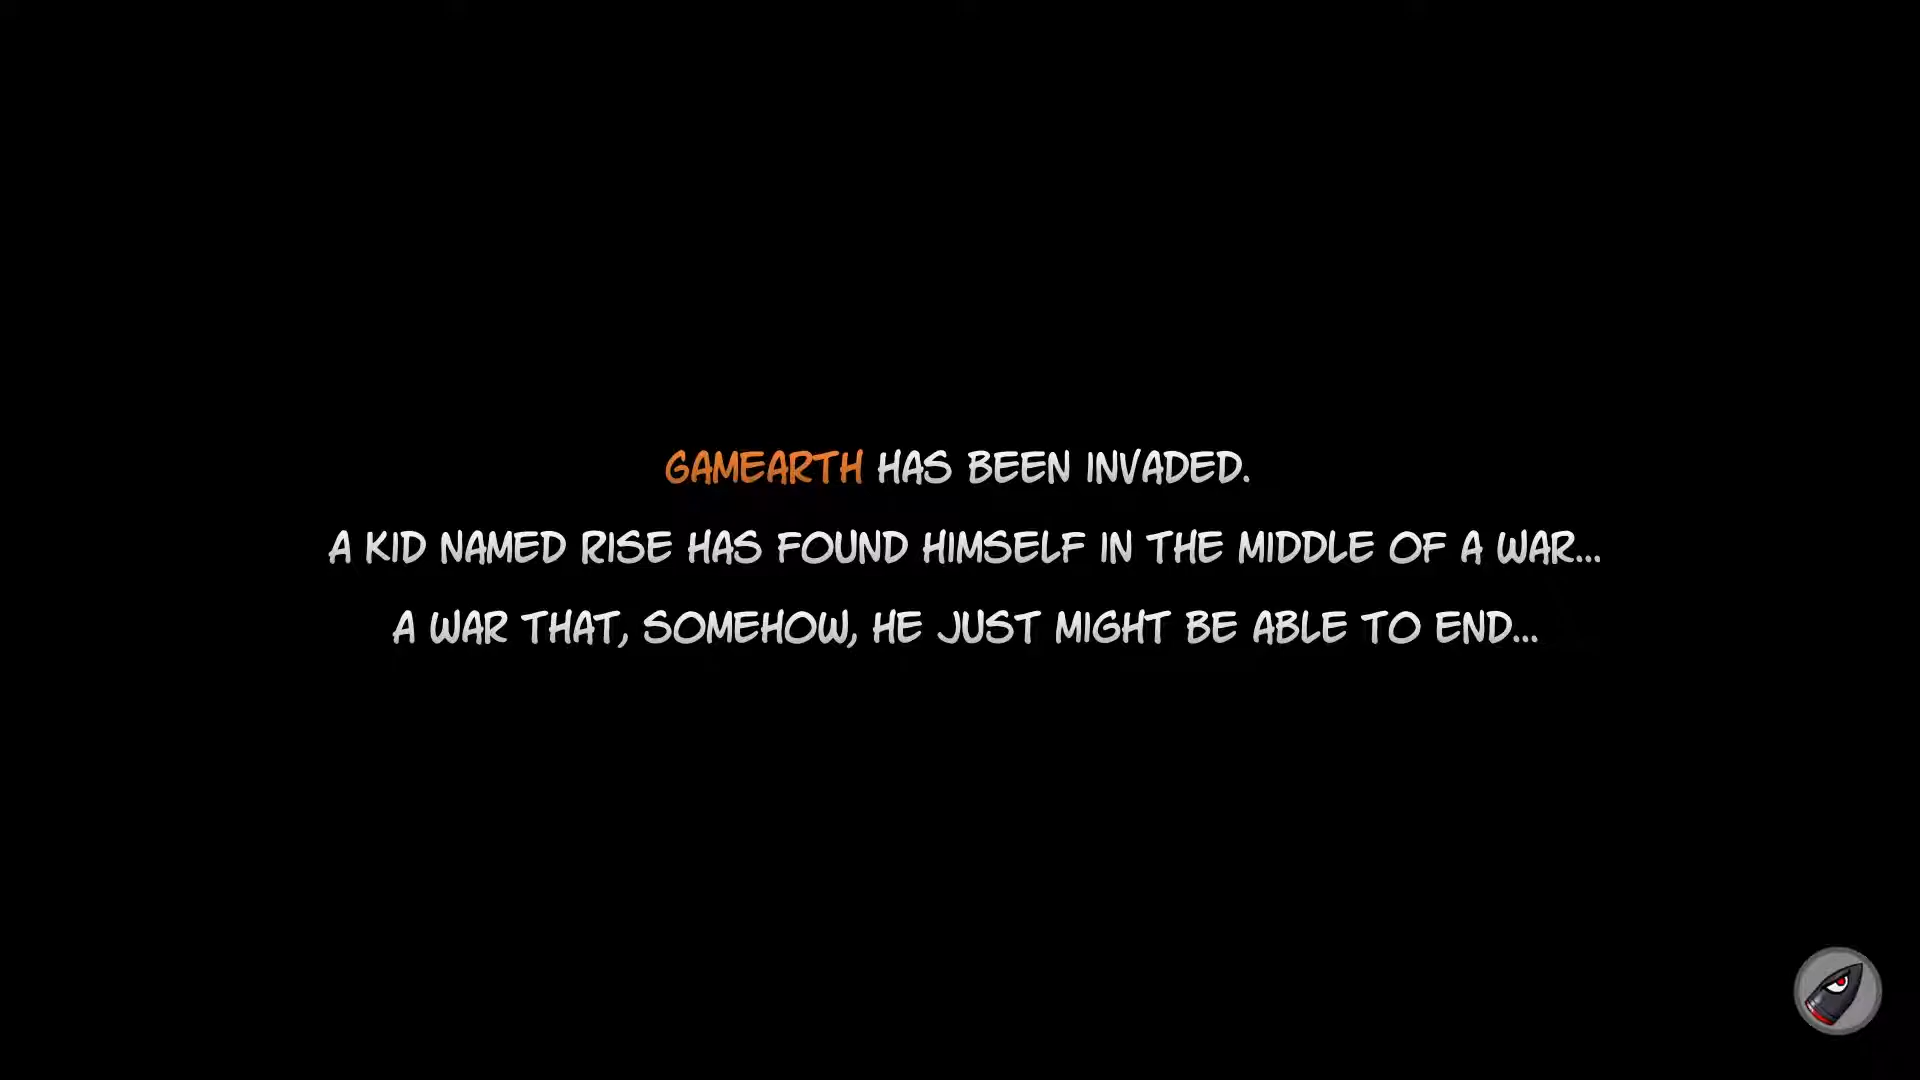 GAMEARTH HAS BEEN INVADED.
A KID NAMED RISE HAS FOUND HIMSELF IN THE MIDDLE OF A WAR...
A WAR THAT, SOMEHOW, HE JUST MIGHT BE ABLE TO END...